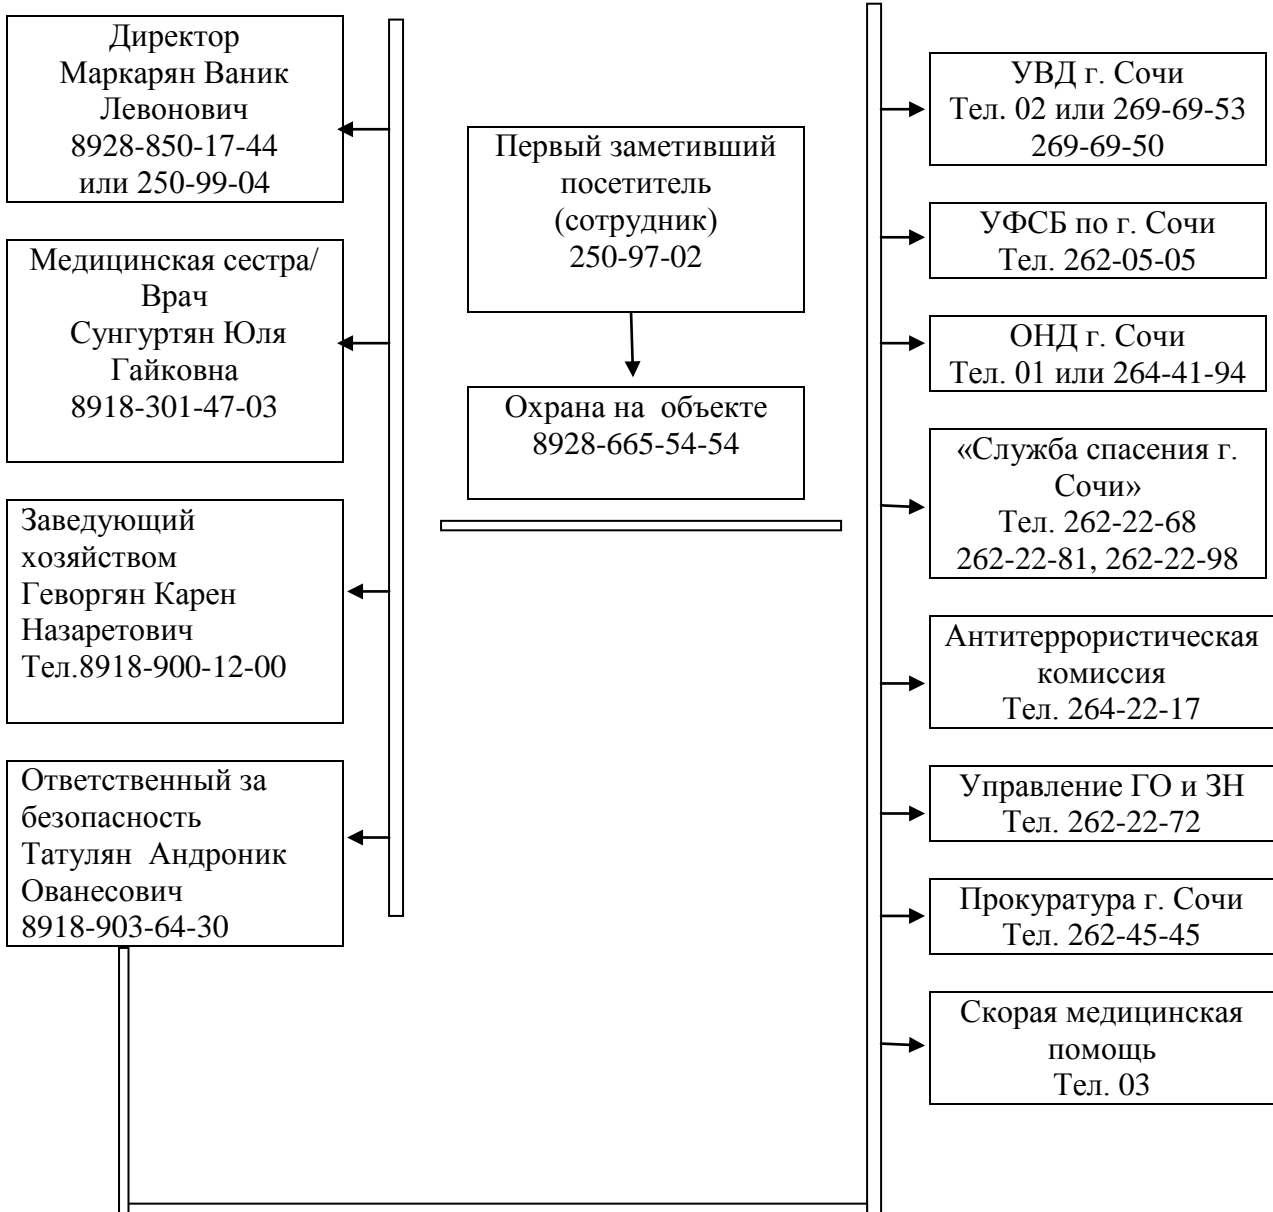 Директор
Маркарян Ваник
Левонович
8928-850-17-44
или 250-99-04
Медицинская сестра/
Врач
Сунгуртян Юля
Гайковна
8918-301-47-03
Заведующий
хозяйством
Геворгян Карен
Назаретович
Тел.8918-900-12-00
Ответственный за
безопасность
Татулян  Андроник
Ованесович
8918-903-64-30
Первый заметивший
посетитель
(сотрудник)
250-97-02
Охрана на  объекте
8928-665-54-54
УВД г. Сочи
Тел. 02 или 269-69-53
269-69-50
УФСБ по г. Сочи
Тел. 262-05-05
ОНД г. Сочи
Тел. 01 или 264-41-94
«Служба спасения г.
Сочи»
Тел. 262-22-68
262-22-81, 262-22-98
Антитеррористическая
комиссия
Тел. 264-22-17
Управление ГО и ЗН
Тел. 262-22-72
Прокуратура г. Сочи
Тел. 262-45-45
Скорая медицинская
помощь
Тел. 03